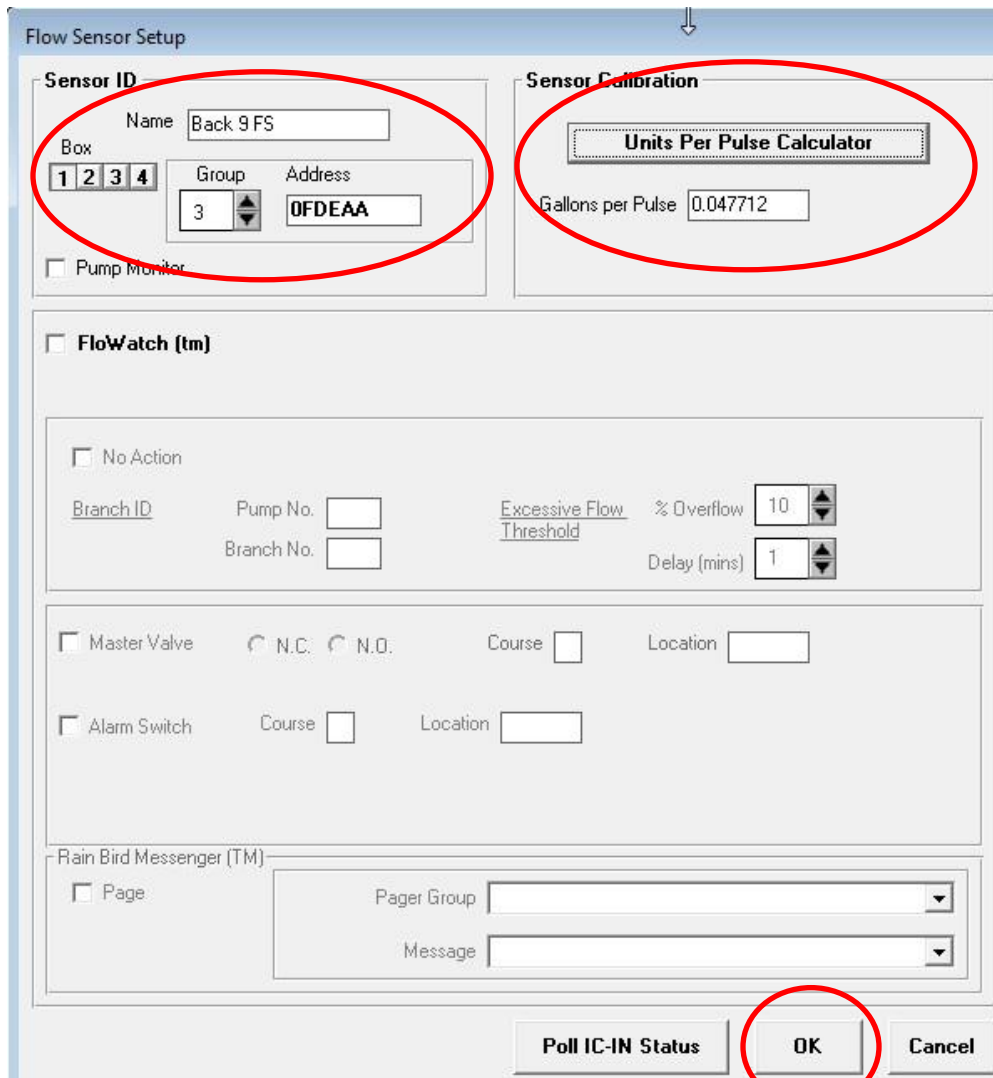 Flow Sensor Setup
Sensor ID
Name Back 9 FS
Box
1 2 3 4
Group Address
3 0FDEAA
Pump Monitor
Sensor Calibration
Units Per Pulse Calculator
Gallons per Pulse 0.047712
FloWatch (tm)
No Action
Branch ID Pump No.
Branch No.
Excessive Flow
Threshold
% Overflow 10
Delay (mins) 1
Master Valve N.C. N.O. Course Location
Alarm Switch Course Location
Rain Bird Messenger (TM)
Page
Pager Group
Message
Poll IC-IN Status OK Cancel